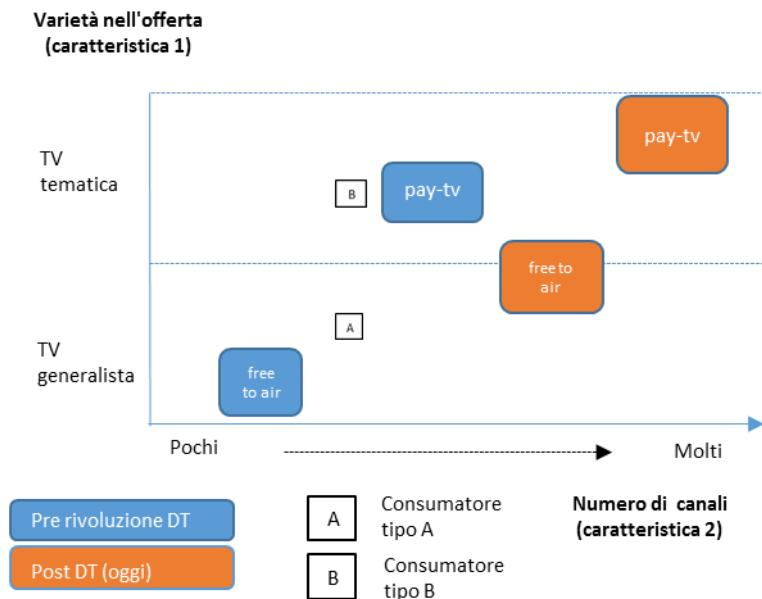 Varietà nell'offerta
(caratteristica 1)
pay-tv
TV
tematica
B
pay-tv
free to
air
A
TV
generalista
free
to air
Pochi
Molti
Pre rivoluzione DT
A
Consumatore
tipo A
Numero di canali
(caratteristica 2)
Post DT (oggi)
B
Consumatore
tipo B